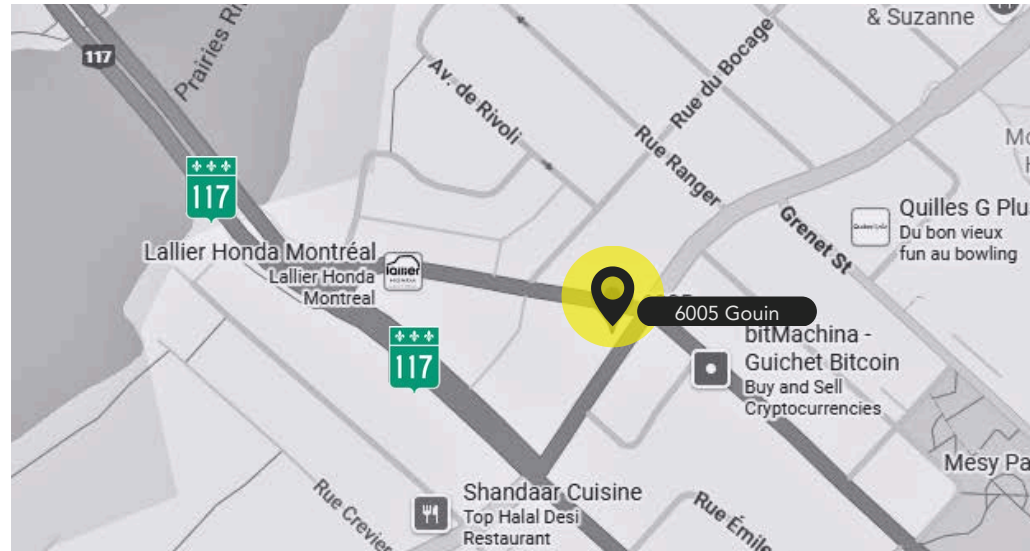 & Suzanne
117
Prairies Ri
Rue du Bocage
Av. de Rivoli
Rue Ranger
117
Grenet St
Quilles G Plu
Du bon vieux
fun au bowling
Lallier Honda Montréal
Lallier Honda
Montreal
lallier
HONDA
6005 Gouin
bitMachina -
Guichet Bitcoin
Buy and Sell
Cryptocurrencies
117
Mesy Pa
Shandaar Cuisine
Top Halal Desi
Restaurant
Rue Crevier
Rue Émile